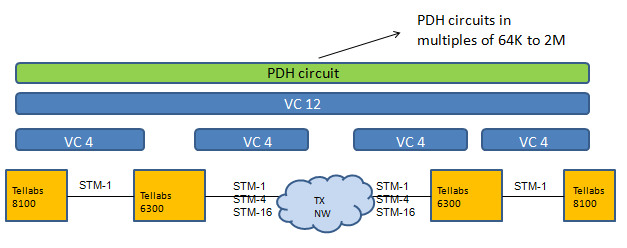 PDH circuits in
multiples of 64K to 2M
PDH circuit
VC 12
VC 4
VC 4
VC 4
VC 4
Tellabs
8100
STM-1
Tellabs
6300
STM-1
STM-4
STM-16
TX
NW
STM-1
STM-4
STM-16
Tellabs
6300
STM-1
Tellabs
8100